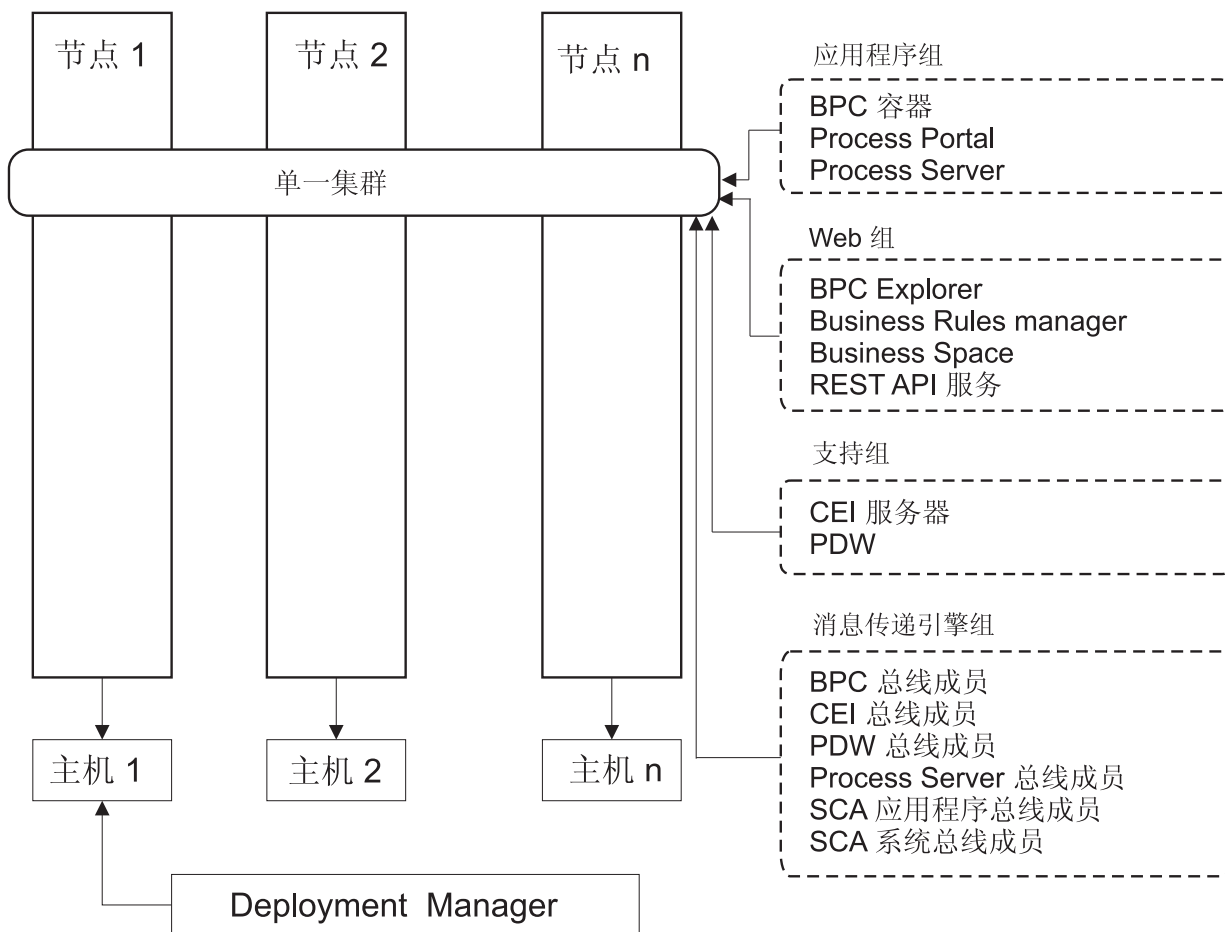 节点 1
节点 2
节点 n
单一集群
应用程序组
BPC 容器
Process Portal
Process Server
Web 组
BPC Explorer
Business Rules manager
Business Space
REST API 服务
支持组
CEI 服务器
PDW
消息传递引擎组
BPC 总线成员
CEI 总线成员
PDW 总线成员
Process Server 总线成员
SCA 应用程序总线成员
SCA 系统总线成员
主机 1
主机 2
主机 n
Deployment Manager